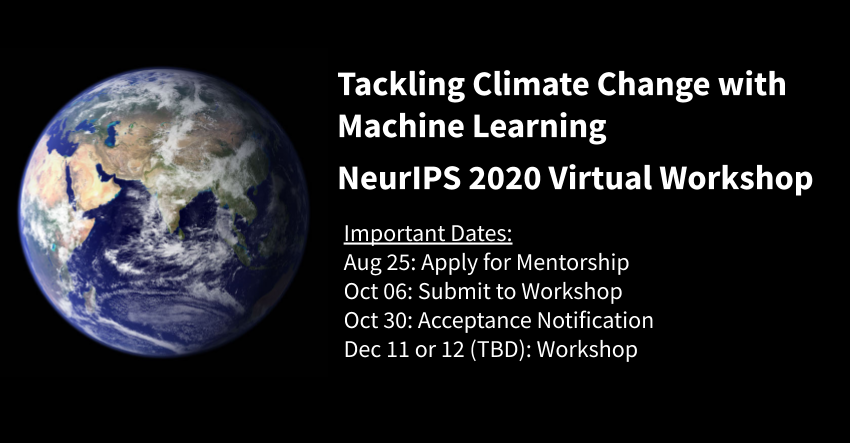 Tackling Climate Change with
Machine Learning
NeurIPS 2020 Virtual Workshop
Important Dates:
Aug 25: Apply for Mentorship
Oct 06: Submit to Workshop
Oct 30: Acceptance Notification
Dec 11 or 12 (TBD): Workshop